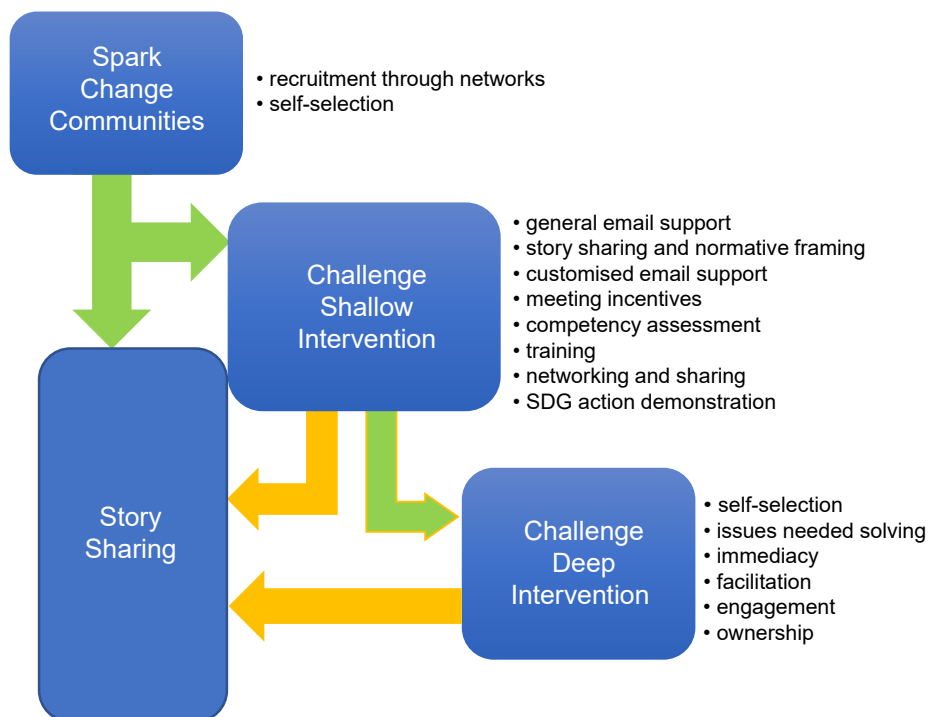 Spark
Change
Communities
• recruitment through networks
• self-selection
Challenge
Shallow
Intervention
• general email support
• story sharing and normative framing
• customised email support
• meeting incentives
• competency assessment
• training
• networking and sharing
• SDG action demonstration
Story
Sharing
Challenge
Deep
Intervention
• self-selection
• issues needed solving
• immediacy
• facilitation
• engagement
• ownership